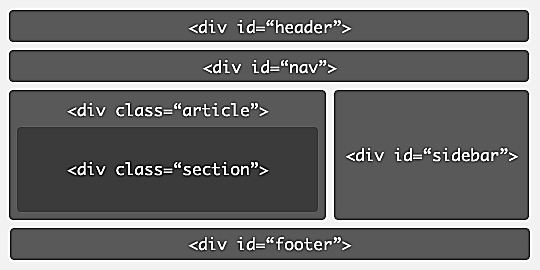 <div id=“header”>
<div id=“nav”>
<div class=“article”>
<div class=“section”>
<div id=“sidebar”>
<div id=“footer”>